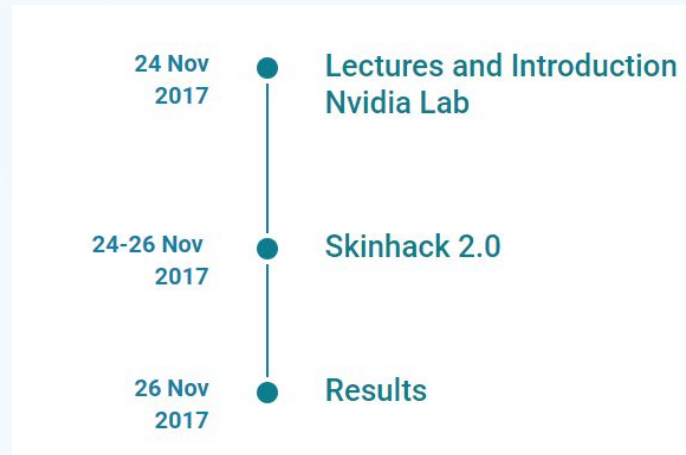 24 Nov
2017
Lectures and Introduction
Nvidia Lab
24-26 Nov
2017
Skinhack 2.0
26 Nov
2017
Results